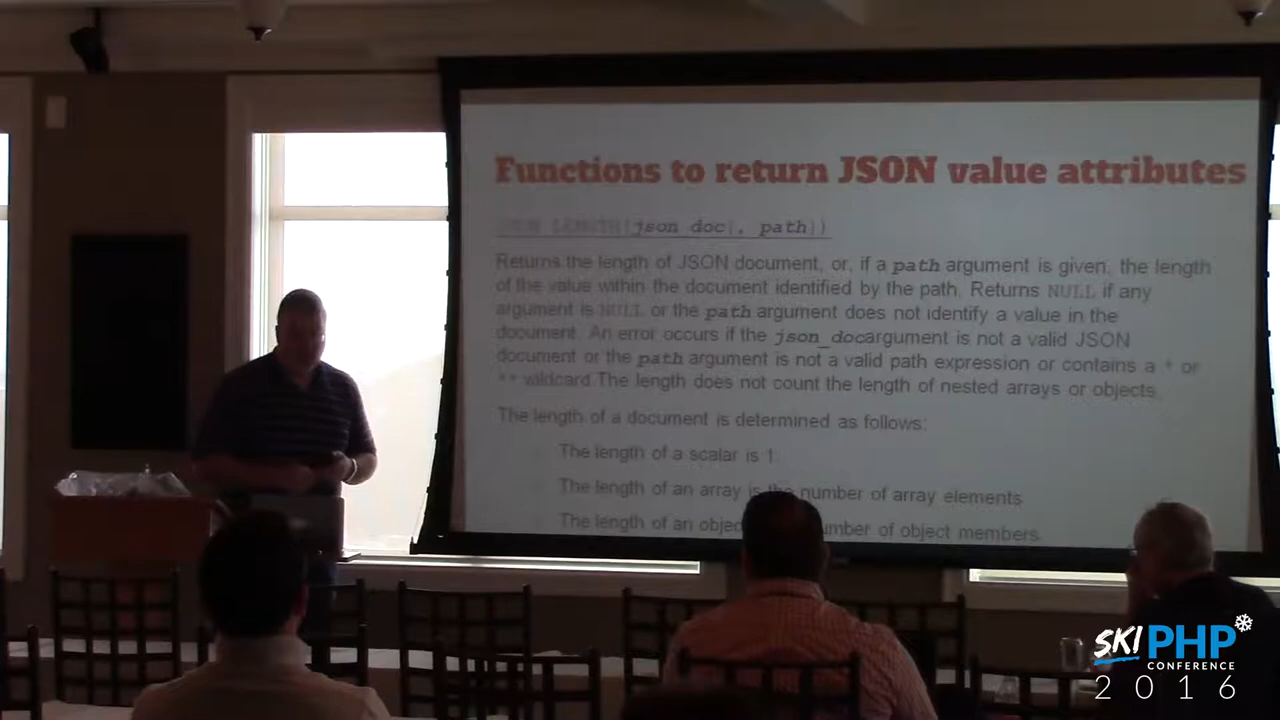 Functions to return JSON value attributes
JSON_LENGTH(json_doc[, path])
Returns the length of JSON document, or, if a path argument is given, the length
of the value within the document identified by the path. Returns NULL if any
argument is NULL or the path argument does not identify a value in the
document. An error occurs if the json_docargument is not a valid JSON
document or the path argument is not a valid path expression or contains a * or
** wildcard.The length does not count the length of nested arrays or objects.
The length of a document is determined as follows:
The length of a scalar is 1.
The length of an array is the number of array elements
The length of an number of object members.
SKI PHP
CONFERENCE
2016